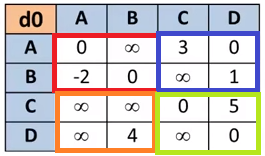 d0 A B C D
A 0 ∞ 3 0
B -2 0 ∞ 1
C ∞ ∞ 0 5
D ∞ 4 ∞ 0